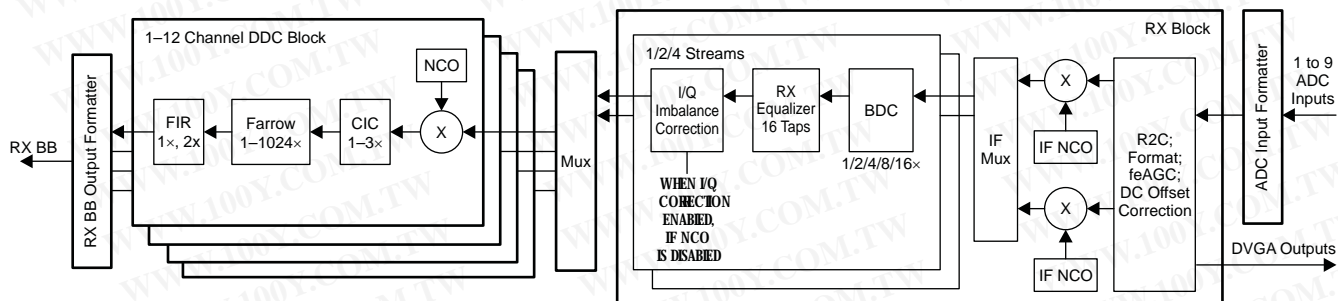 1–12 Channel DDC Block
NCO
X
FIR
1×, 2x
Farrow
1–1024×
CIC
1–3×
RX BB
RX BB Output Formatter
Mux
RX Block
1/2/4 Streams
I/Q
Imbalance
Correction
RX
Equalizer
16 Taps
BDC
1/2/4/8/16×
WHEN I/Q
CORRECTION
ENABLED,
IF NCO
IS DISABLED
IF
Mux
X
IF NCO
X
IF NCO
R2C;
Format;
feAGC;
DC Offset
Correction
ADC Input Formatter
1 to 9
ADC
Inputs
DVGA Outputs
WWW.100Y.COM.TW